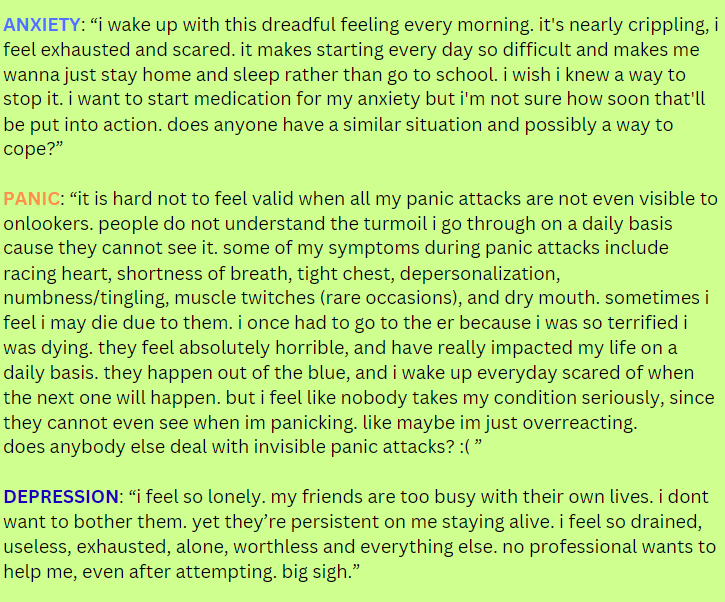 ANXIETY: “i wake up with this dreadful feeling every morning. it's nearly crippling, i
feel exhausted and scared. it makes starting every day so difficult and makes me
wanna just stay home and sleep rather than go to school. i wish i knew a way to
stop it. i want to start medication for my anxiety but i'm not sure how soon that'll
be put into action. does anyone have a similar situation and possibly a way to
cope?”
PANIC: “it is hard not to feel valid when all my panic attacks are not even visible to
onlookers. people do not understand the turmoil i go through on a daily basis
cause they cannot see it. some of my symptoms during panic attacks include
racing heart, shortness of breath, tight chest, depersonalization,
numbness/tingling, muscle twitches (rare occasions), and dry mouth. sometimes i
feel i may die due to them. i once had to go to the er because i was so terrified i
was dying. they feel absolutely horrible, and have really impacted my life on a
daily basis. they happen out of the blue, and i wake up everyday scared of when
the next one will happen. but i feel like nobody takes my condition seriously, since
they cannot even see when im panicking. like maybe im just overreacting.
does anybody else deal with invisible panic attacks? :( ”
DEPRESSION: “i feel so lonely. my friends are too busy with their own lives. i dont
want to bother them. yet they’re persistent on me staying alive. i feel so drained,
useless, exhausted, alone, worthless and everything else. no professional wants to
help me, even after attempting. big sigh.”